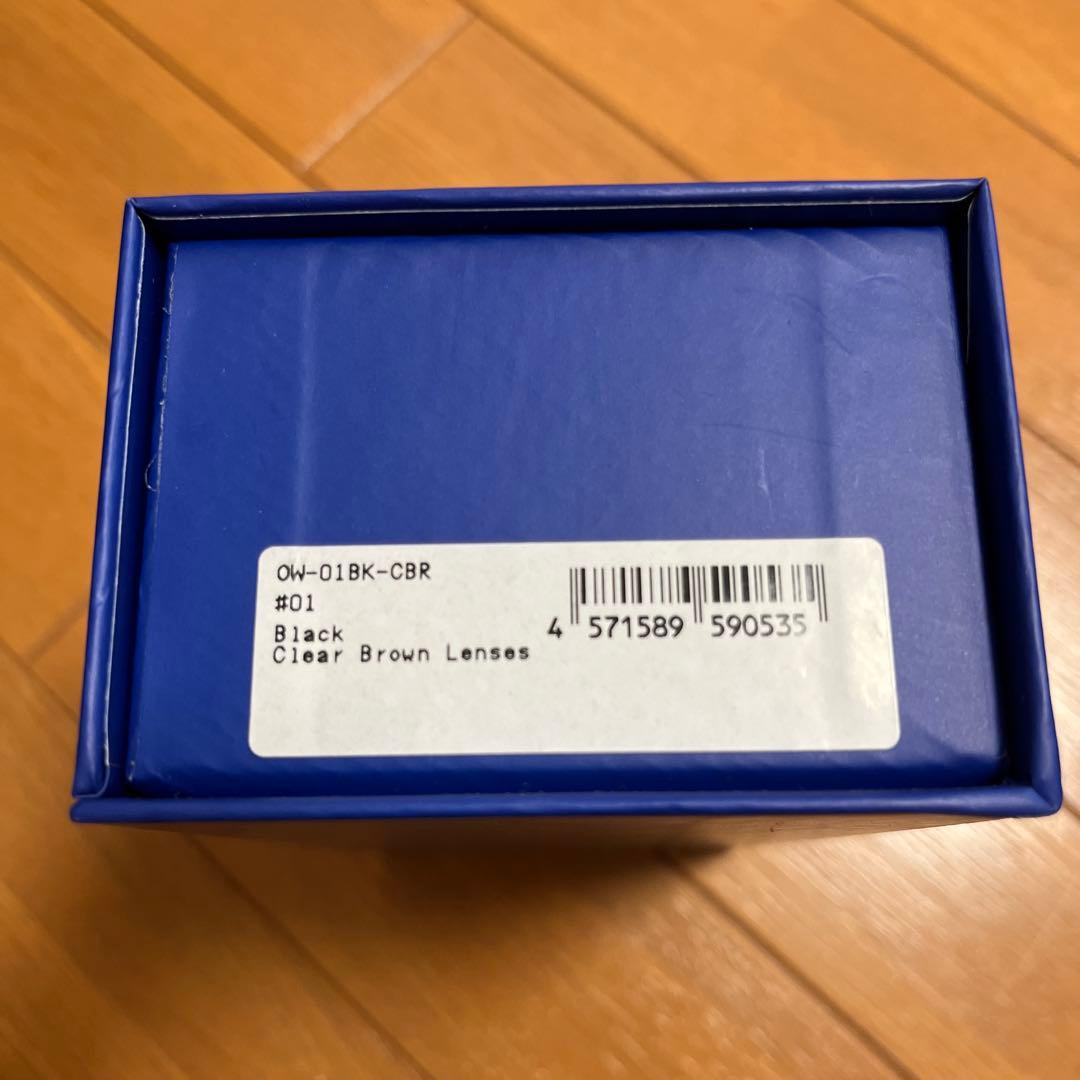 OW-01BK-CBR
#01
Black
Clear Brown Lenses
4 571589 590535